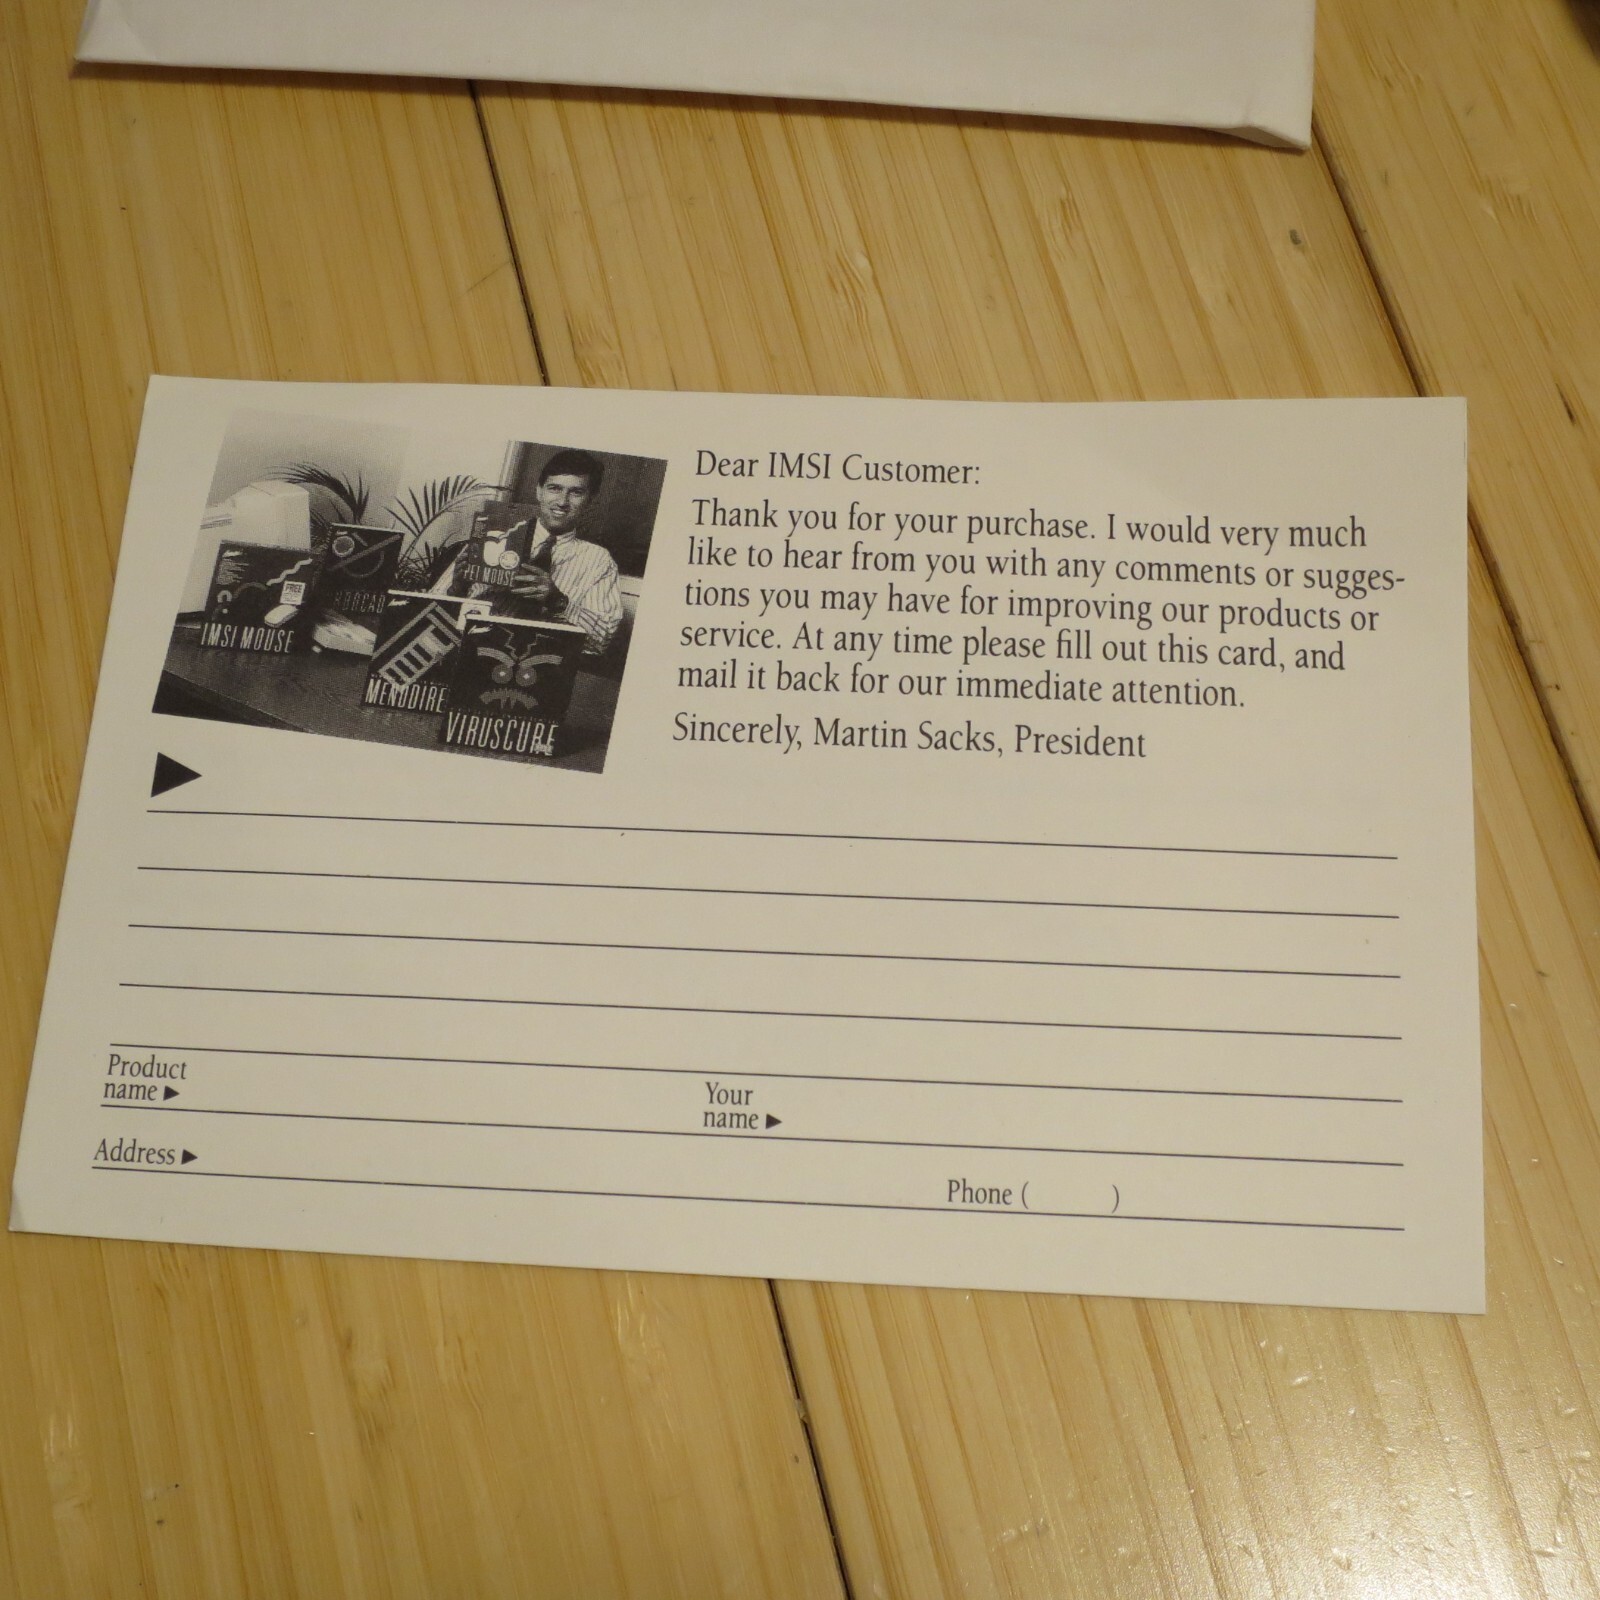 Dear IMSI Customer:
Thank you for your purchase. I would very much
like to hear from you with any comments or sugges-
tions you may have for improving our products or
service. At any time please fill out this card, and
mail it back for our immediate attention.
Sincerely, Martin Sacks, President
PET MOUSE
FREE
IMSI MOUSE
MENUDIRE
VIRUSCURE
▶
Product
name ▶
Your
name ▶
Address ▶
Phone ( )